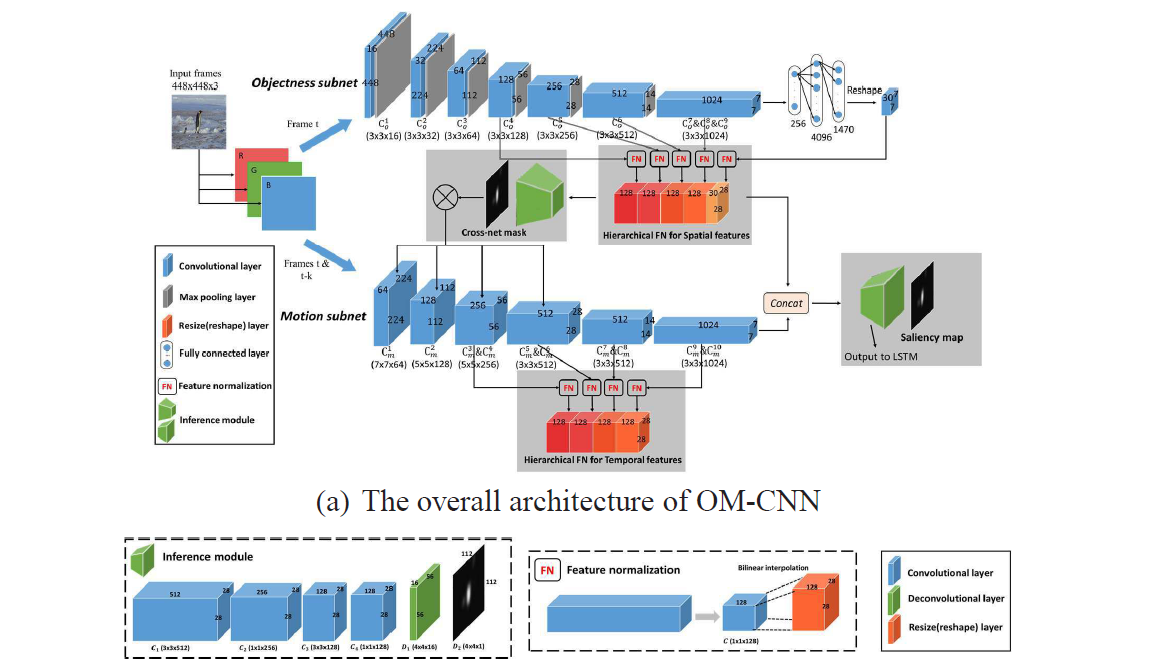 Input frames
448x448x3
Objectness subnet
Frame t
R
G
B
Frames t &
t-k
Motion subnet
448
16
448
224
32
224
112
64
112
56
128
56
28
256
28
14
512
14
7
1024
7
C_o^1
(3x3x16)
C_o^2
(3x3x32)
C_o^3
(3x3x64)
C_o^4
(3x3x128)
(3x3x256)
(3x3x512)
C_o^7&C_o^8&C_o^9
(3x3x1024)
256
4096
1470
Reshape
30
7
7
FN FN FN FN FN
128 128 128 128 30 28
28
Hierarchical FN for Spatial features
Cross-net mask
Convolutional layer
Max pooling layer
Resize(reshape) layer
Fully connected layer
FN Feature normalization
Inference module
224
64
224
112
128
112
56
256
56
28
512
28
14
512
14
7
1024
7
C_m^1
(7x7x64)
C_m^2
(5x5x128)
C_m^3&C_m^4
(5x5x256)
C_m^5&C_m^6
(3x3x512)
C_m^7&C_m^8
(3x3x512)
C_m^9&C_m^10
(3x3x1024)
FN FN FN FN
128 128 128 128 28
28
Hierarchical FN for Temporal features
Concat
Saliency map
Output to LSTM
(a) The overall architecture of OM-CNN
Inference module
512 28
28
256 28
28
128 28
28
128 28
28
16 56
56
112
112
C₁ (3x3x512)
C₂ (1x1x256)
C₃ (3x3x128)
C₄ (1x1x128)
D₁ (4x4x16)
D₂ (4x4x1)
FN Feature normalization
Bilinear interpolation
128
128 28
28
C (1x1x128)
Convolutional layer
Deconvolutional layer
Resize(reshape) layer